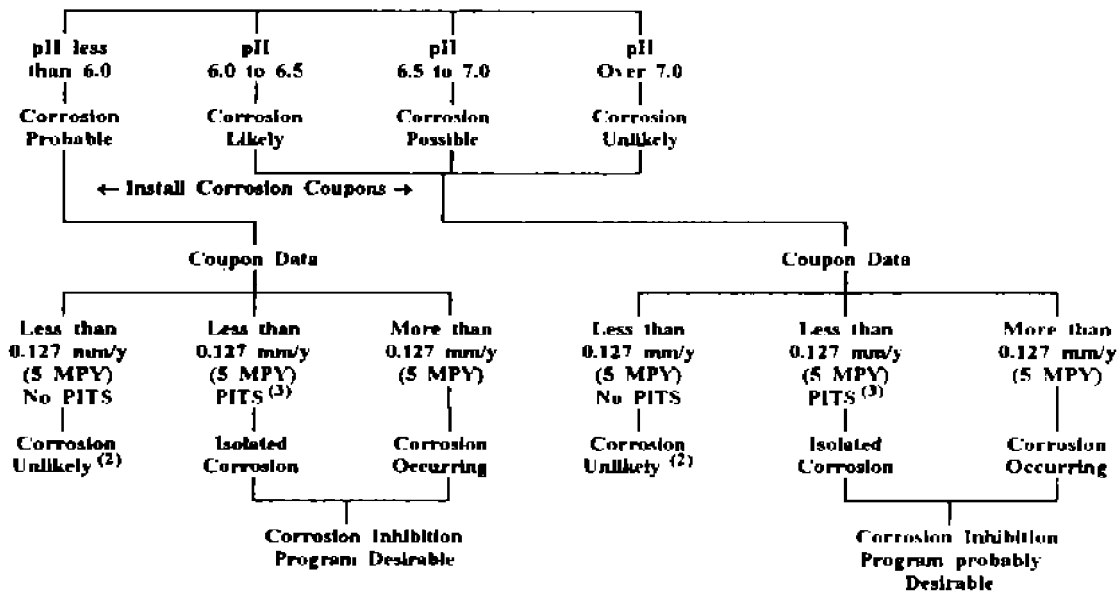 pH less
than 6.0
pH
6.0 to 6.5
pH
6.5 to 7.0
pH
Over 7.0
Corrosion
Probable
Corrosion
Likely
Corrosion
Possible
Corrosion
Unlikely
← Install Corrosion Coupons →
Coupon Data
Less than
0.127 mm/y
(5 MPY)
No PITS
Less than
0.127 mm/y
(5 MPY)
PITS (3)
More than
0.127 mm/y
(5 MPY)
Corrosion
Unlikely (2)
Isolated
Corrosion
Corrosion
Occurring
Corrosion Inhibition
Program Desirable
Coupon Data
Less than
0.127 mm/y
(5 MPY)
No PITS
Less than
0.127 mm/y
(5 MPY)
PITS (3)
More than
0.127 mm/y
(5 MPY)
Corrosion
Unlikely (2)
Isolated
Corrosion
Corrosion
Occurring
Corrosion Inhibition
Program probably
Desirable